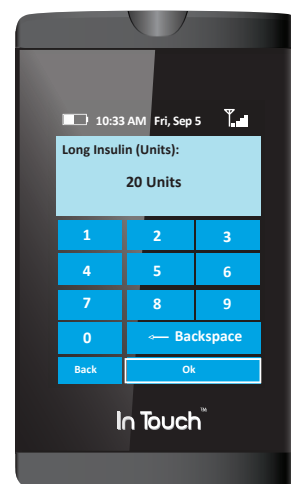 10:33 AM Fri, Sep 5
Long Insulin (Units):
20 Units
1 2 3
4 5 6
7 8 9
0 Backspace
Back Ok
In Touch™